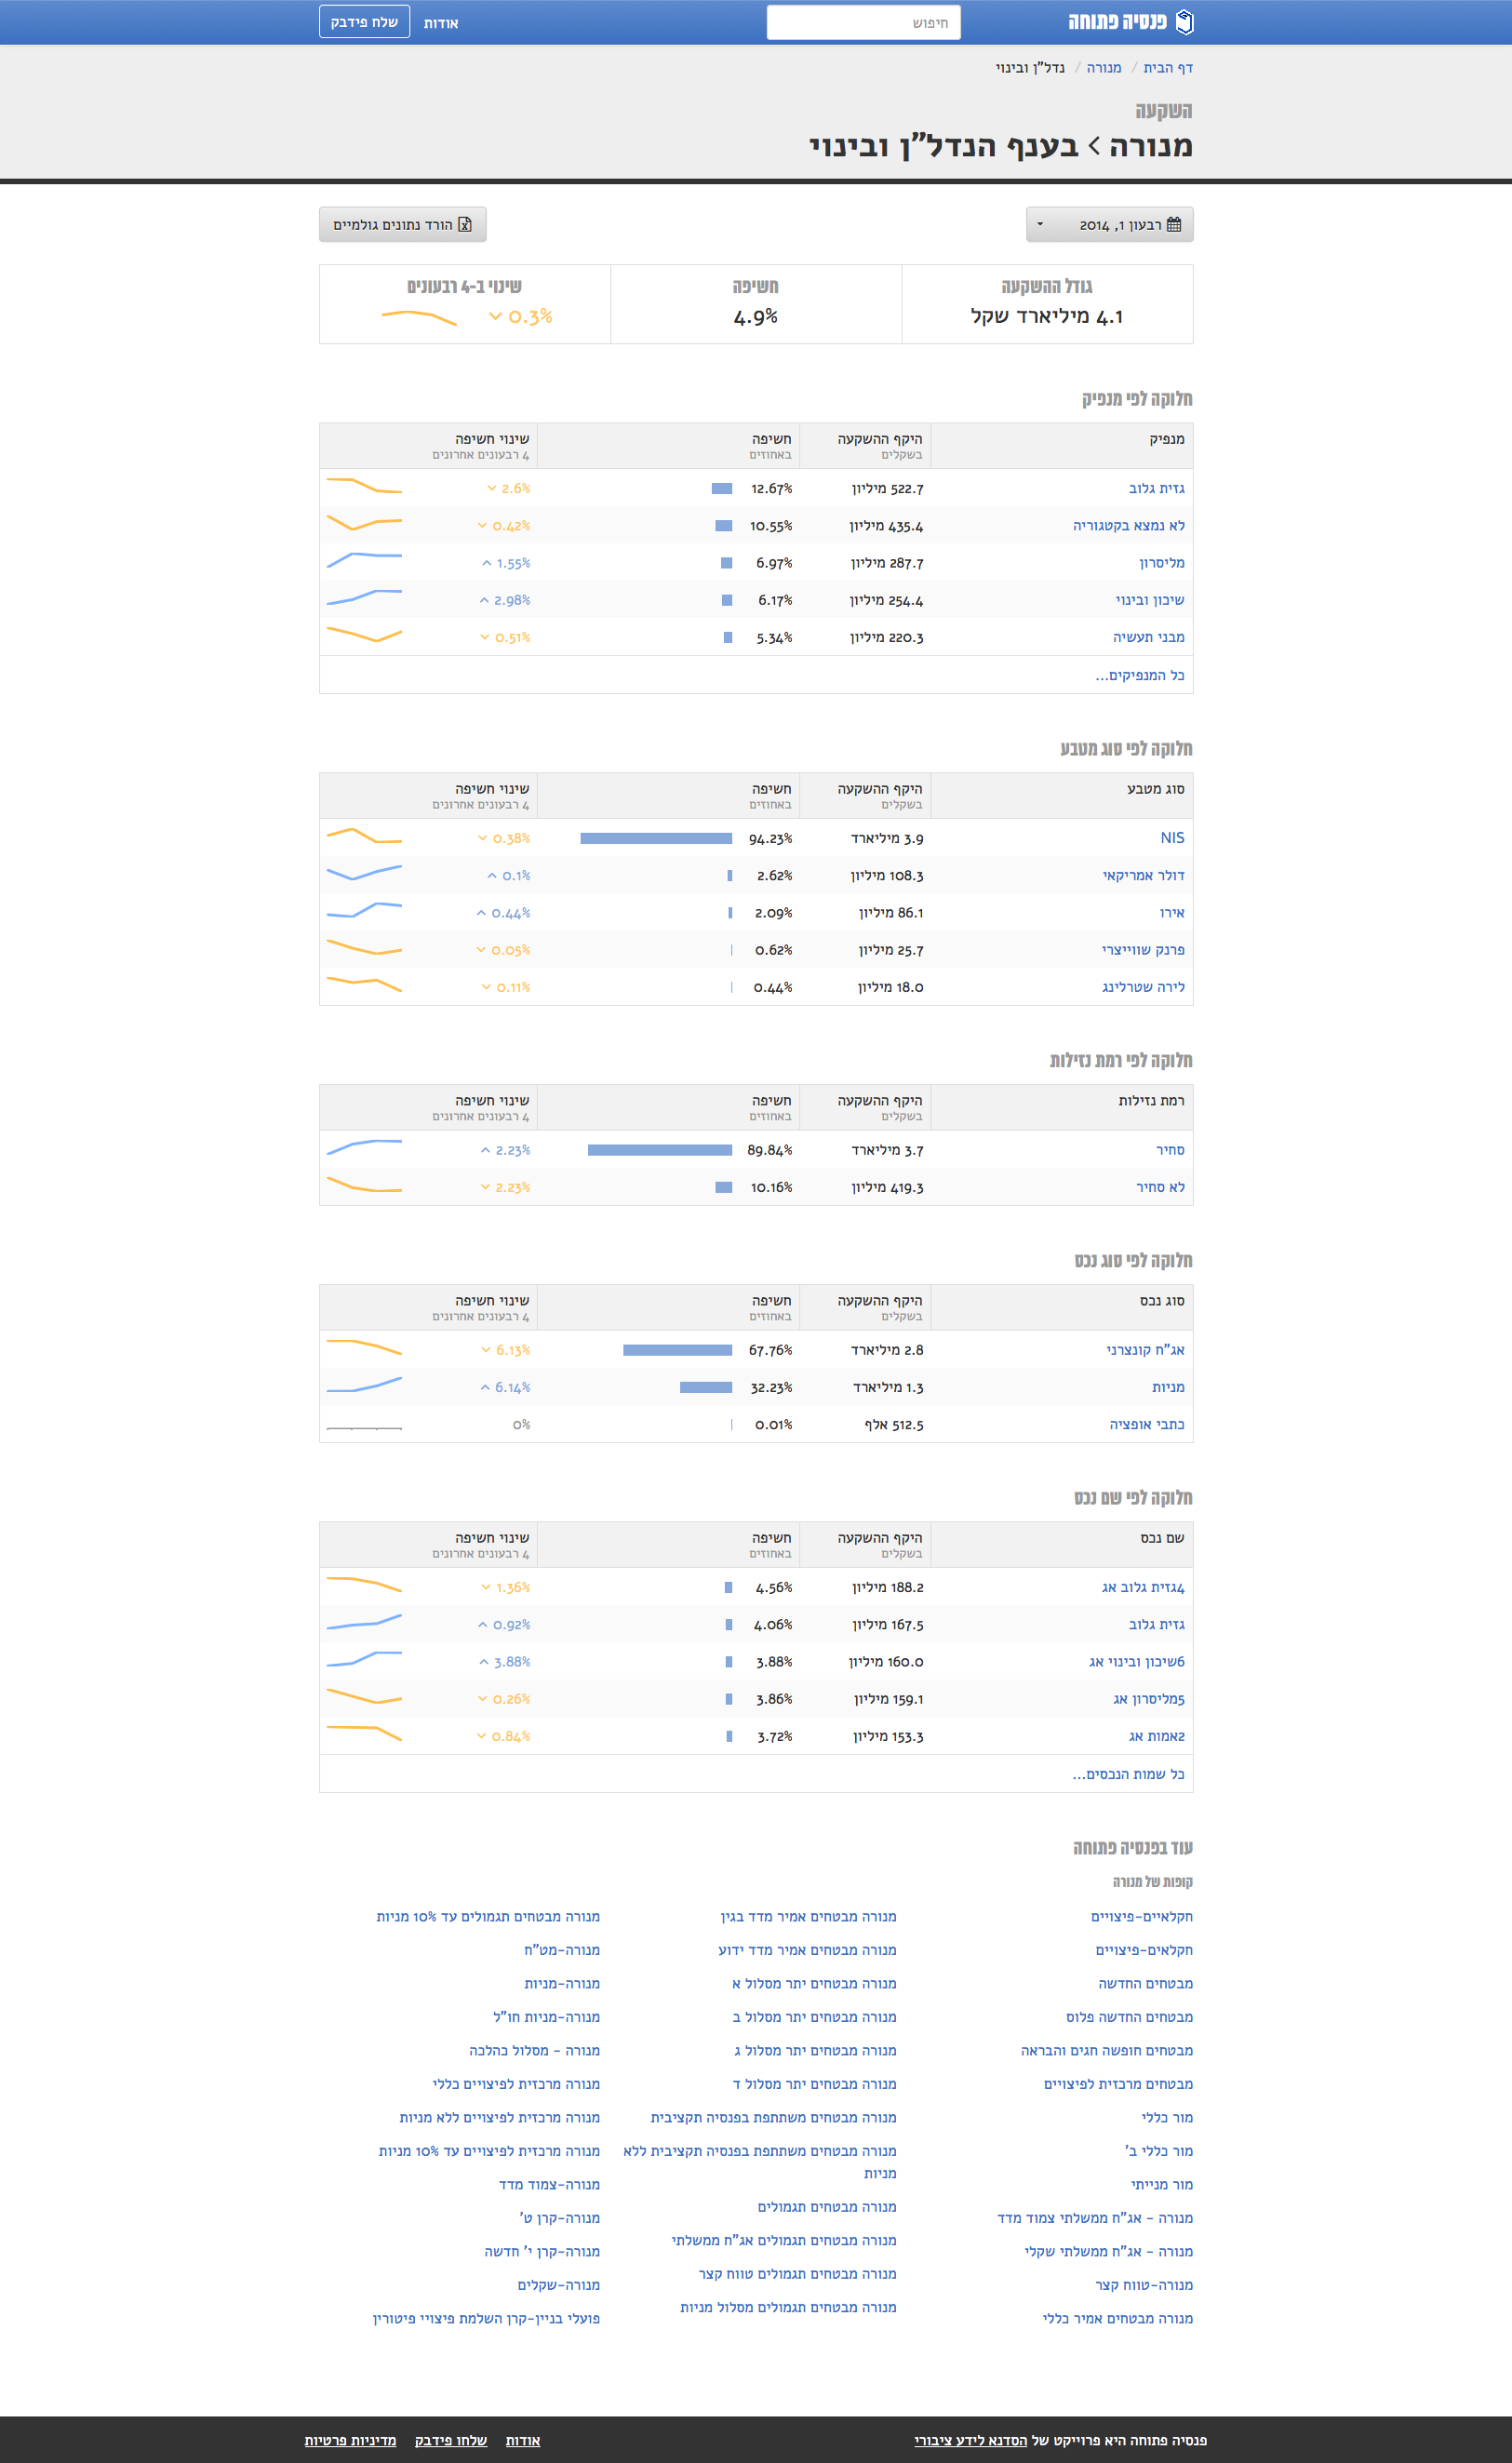 פנסיה פתוחה
חיפוש
אודות
שלח פידבק
דף הבית / מנורה / נדל"ן ובינוי
השקעה
מנורה > בענף הנדל"ן ובינוי
רבעון 1, 2014
הורד נתונים גולמיים
גודל ההשקעה
4.1 מיליארד שקל
חשיפה
4.9%
שינוי ב-4 רבעונים
0.3%
חלוקה לפי מנפיק
מנפיק היקף ההשקעה חשיפה שינוי חשיפה
בשקלים באחוזים 4 רבעונים אחרונים
גזית גלוב 522.7 מיליון 12.67% 2.6%
לא נמצא בקטגוריה 435.4 מיליון 10.55% 0.42%
מליסרון 287.7 מיליון 6.97% 1.55%
שיכון ובינוי 254.4 מיליון 6.17% 2.98%
מבני תעשיה 220.3 מיליון 5.34% 0.51%
כל המנפיקים...
חלוקה לפי סוג מטבע
סוג מטבע היקף ההשקעה חשיפה שינוי חשיפה
בשקלים באחוזים 4 רבעונים אחרונים
NIS 3.9 מיליארד 94.23% 0.38%
דולר אמריקאי 108.3 מיליון 2.62% 0.1%
אירו 86.1 מיליון 2.09% 0.44%
פרנק שווייצרי 25.7 מיליון 0.62% 0.05%
לירה שטרלינג 18.0 מיליון 0.44% 0.11%
חלוקה לפי רמת נזילות
רמת נזילות היקף ההשקעה חשיפה שינוי חשיפה
בשקלים באחוזים 4 רבעונים אחרונים
סחיר 3.7 מיליארד 89.84% 2.23%
לא סחיר 419.3 מיליון 10.16% 2.23%
חלוקה לפי סוג נכס
סוג נכס היקף ההשקעה חשיפה שינוי חשיפה
בשקלים באחוזים 4 רבעונים אחרונים
אג"ח קונצרני 2.8 מיליארד 67.76% 6.13%
מניות 1.3 מיליארד 32.23% 6.14%
כתבי אופציה 512.5 אלף 0.01% 0%
חלוקה לפי שם נכס
שם נכס היקף ההשקעה חשיפה שינוי חשיפה
בשקלים באחוזים 4 רבעונים אחרונים
4גזית גלוב אג 188.2 מיליון 4.56% 1.36%
גזית גלוב 167.5 מיליון 4.06% 0.92%
6שיכון ובינוי אג 160.0 מיליון 3.88% 3.88%
5מליסרון אג 159.1 מיליון 3.86% 0.26%
2אמות אג 153.3 מיליון 3.72% 0.84%
כל שמות הנכסים...
עוד בפנסיה פתוחה
קופות של מנורה
חקלאיים-פיצויים
חקלאים-פיצויים
מבטחים החדשה
מבטחים החדשה פלוס
מבטחים חופשה חגים והבראה
מבטחים מרכזית לפיצויים
מור כללי
מור כללי ב'
מור מנייתי
מנורה - אג"ח ממשלתי צמוד מדד
מנורה - אג"ח ממשלתי שקלי
מנורה-טווח קצר
מנורה מבטחים אמיר כללי
מנורה מבטחים אמיר מדד בגין
מנורה מבטחים אמיר מדד ידוע
מנורה מבטחים יתר מסלול א
מנורה מבטחים יתר מסלול ב
מנורה מבטחים יתר מסלול ג
מנורה מבטחים יתר מסלול ד
מנורה מבטחים משתתפת בפנסיה תקציבית
מנורה מבטחים משתתפת בפנסיה תקציבית ללא
מניות
מנורה מבטחים תגמולים
מנורה מבטחים תגמולים אג"ח ממשלתי
מנורה מבטחים תגמולים טווח קצר
מנורה מבטחים תגמולים מסלול מניות
מנורה מבטחים תגמולים עד 10% מניות
מנורה-מט"ח
מנורה-מניות
מנורה-מניות חו"ל
מנורה - מסלול כהלכה
מנורה מרכזית לפיצויים כללי
מנורה מרכזית לפיצויים ללא מניות
מנורה מרכזית לפיצויים עד 10% מניות
מנורה-צמוד מדד
מנורה-קרן ט'
מנורה-קרן י' חדשה
מנורה-שקלים
פועלי בניין-קרן השלמת פיצויי פיטורין
פנסיה פתוחה היא פרוייקט של הסדנא לידע ציבורי
אודות שלחו פידבק מדיניות פרטיות